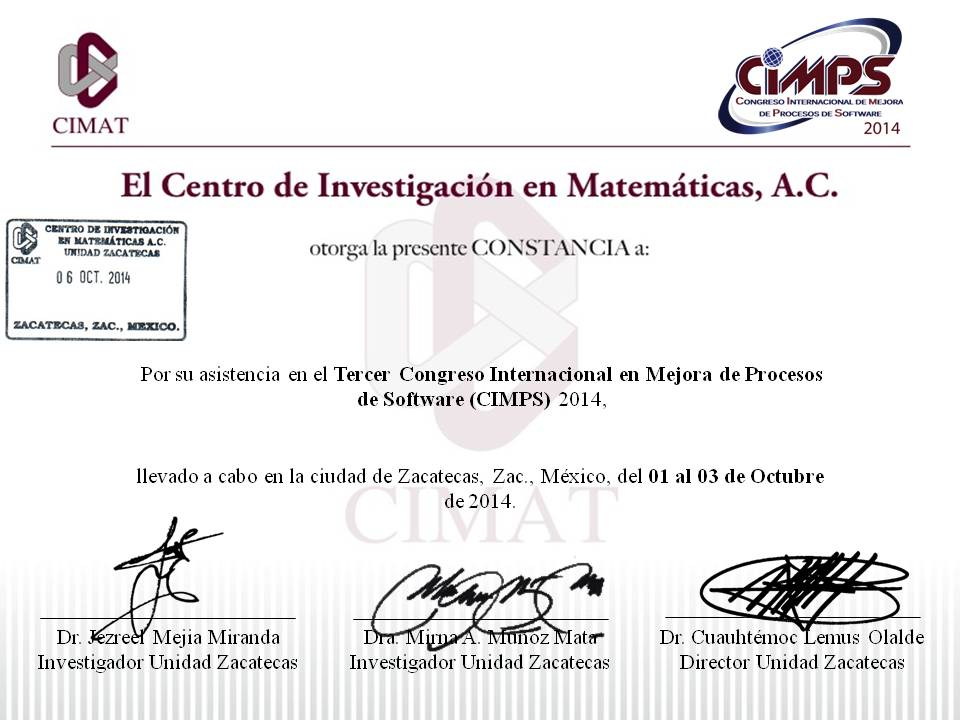 CIMAT
CIMPS
CONGRESO INTERNACIONAL DE MEJORA
DE PROCESOS DE SOFTWARE
2014
El Centro de Investigación en Matemáticas, A.C.
CENTRO DE INVESTIGACIÓN
EN MATEMÁTICAS A.C.
UNIDAD ZACATECAS
CIMAT
06 OCT. 2014
ZACATECAS, ZAC., MEXICO.
otorga la presente CONSTANCIA a:
Por su asistencia en el Tercer Congreso Internacional en Mejora de Procesos
de Software (CIMPS) 2014,
llevado a cabo en la ciudad de Zacatecas, Zac., México, del 01 al 03 de Octubre
de 2014.
CIMAT
Dr. Jezreel Mejia Miranda
Investigador Unidad Zacatecas
Dra. Mirna A. Muñoz Mata
Investigador Unidad Zacatecas
Dr. Cuauhtémoc Lemus Olalde
Director Unidad Zacatecas